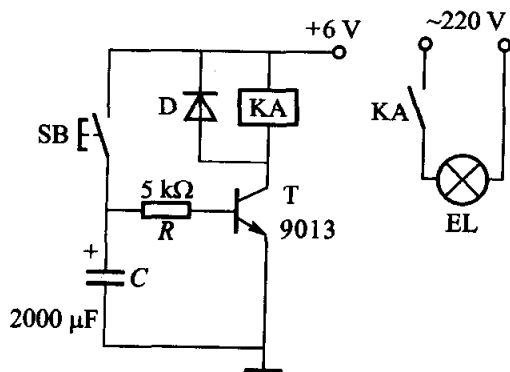 +6 V
~220 V
D
KA
KA
SB
5 kΩ
R
T
9013
EL
+
C
2000 μF